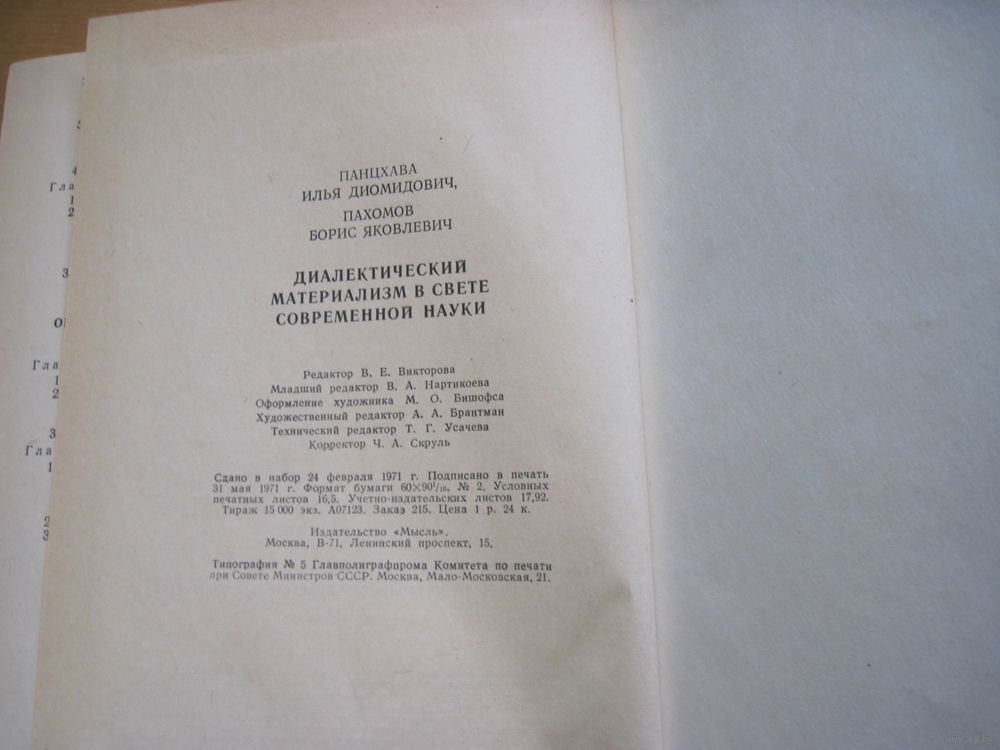 ПАНЦХАВА
ИЛЬЯ ДИОМИДОВИЧ,
ПАХОМОВ
БОРИС ЯКОВЛЕВИЧ
ДИАЛЕКТИЧЕСКИЙ
МАТЕРИАЛИЗМ В СВЕТЕ
СОВРЕМЕННОЙ НАУКИ
Редактор В. Е. Викторова
Младший редактор В. А. Нартикоева
Оформление художника М. О. Бишофса
Художественный редактор А. А. Брантман
Технический редактор Т. Г. Усачева
Корректор Ч. А. Скруль
Сдано в набор 24 февраля 1971 г. Подписано в печать
31 мая 1971 г. Формат бумаги 60×90¹/₁₆, № 2. Условных
печатных листов 16,5. Учетно-издательских листов 17,92.
Тираж 15 000 экз. А07123. Заказ 215. Цена 1 р. 24 к.
Издательство «Мысль».
Москва, В-71, Ленинский проспект, 15.
Типография № 5 Главполиграфпрома Комитета по печати
при Совете Министров СССР. Москва, Мало-Московская, 21.
www.ay.by